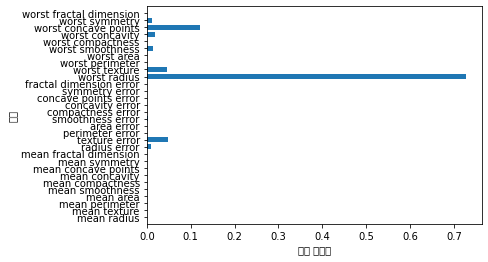 worst fractal dimension
worst symmetry
worst concave points
worst concavity
worst compactness
worst smoothness
worst area
worst perimeter
worst texture
worst radius
fractal dimension error
symmetry error
concave points error
concavity error
compactness error
smoothness error
area error
perimeter error
texture error
radius error
mean fractal dimension
mean symmetry
mean concave points
mean concavity
mean compactness
mean smoothness
mean area
mean perimeter
mean texture
mean radius
0.0 0.1 0.2 0.3 0.4 0.5 0.6 0.7